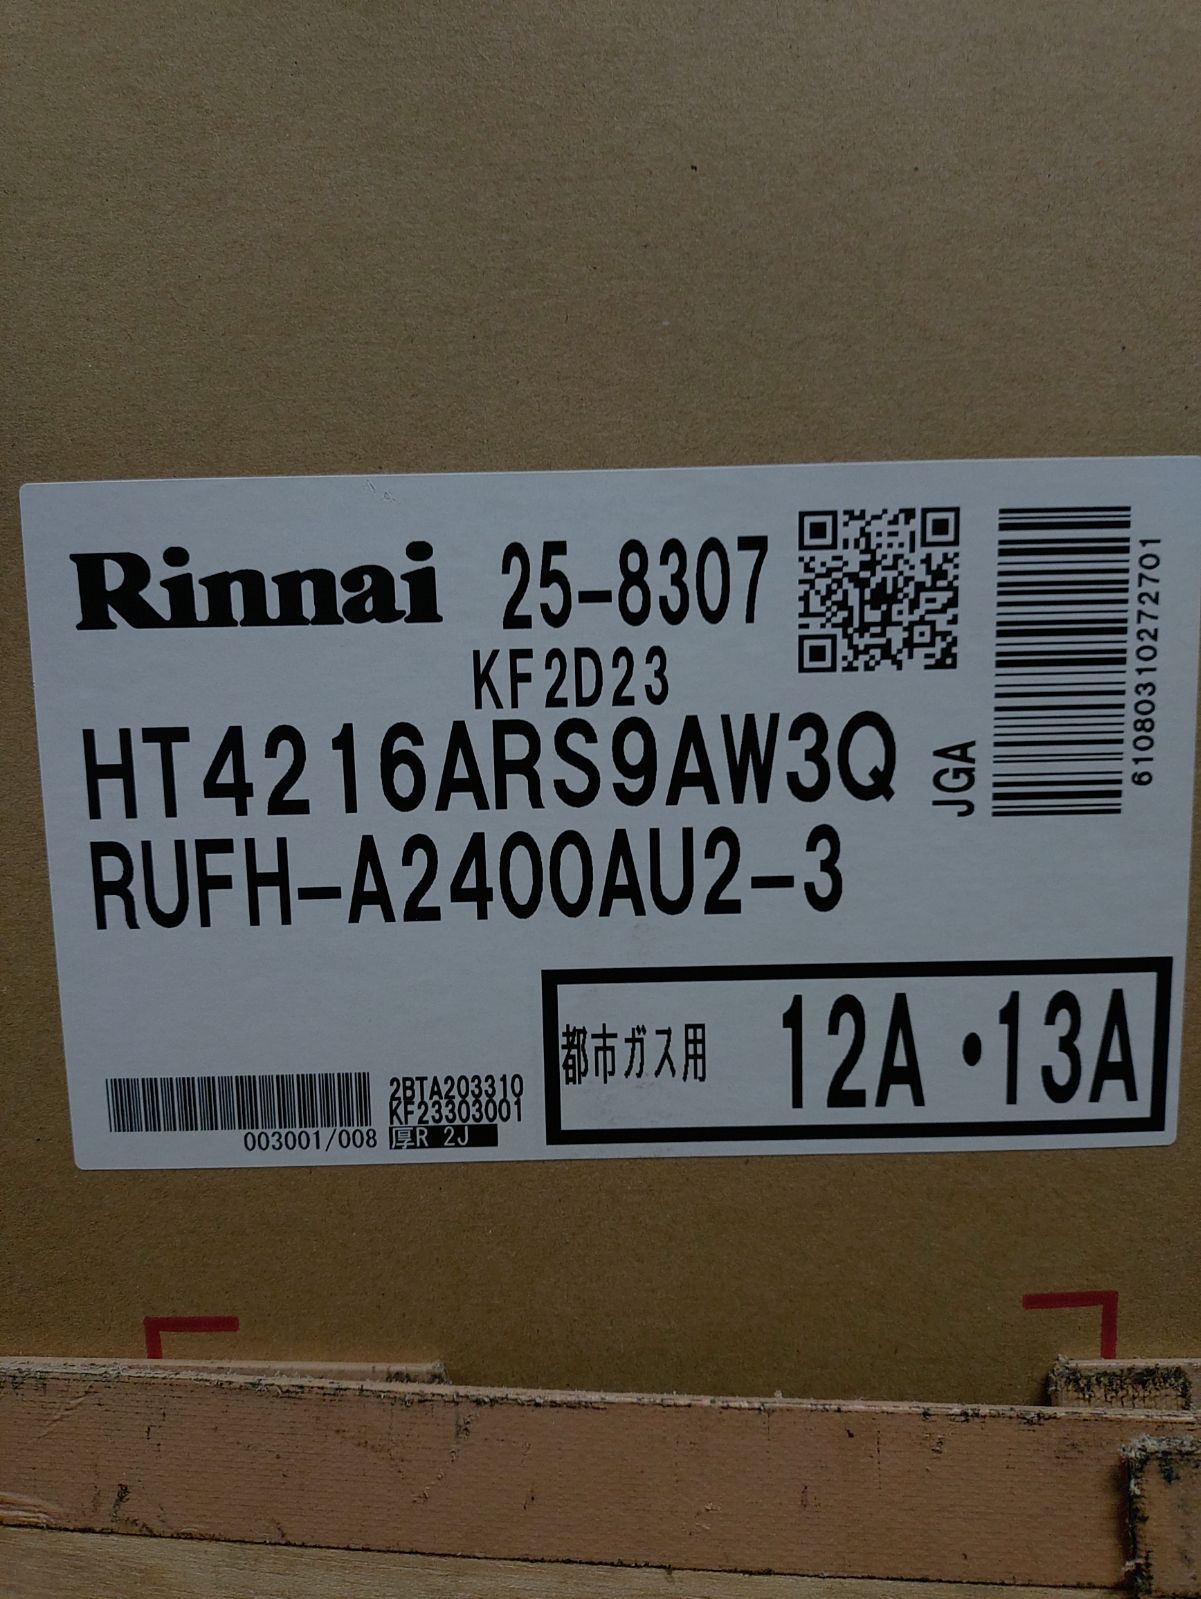 Rinnai 25-8307
KF2D23
HT4216ARS9AW3Q
RUFH-A2400AU2-3
JGA
61080310272701
都市ガス用 12A・13A
2BTA203310
KF23303001
003001/008
厚R 2J